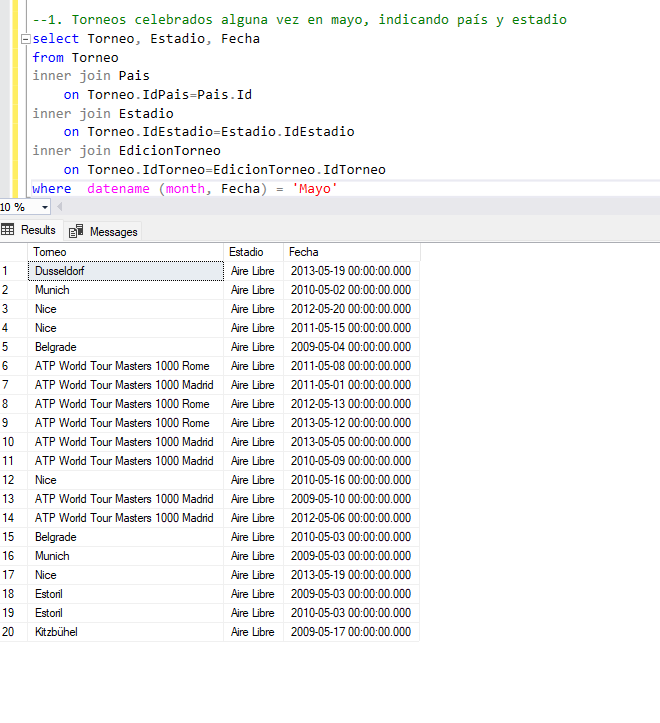 --1. Torneos celebrados alguna vez en mayo, indicando país y estadio
select Torneo, Estadio, Fecha
from Torneo
inner join Pais
on Torneo.IdPais=Pais.Id
inner join Estadio
on Torneo.IdEstadio=Estadio.IdEstadio
inner join EdicionTorneo
on Torneo.IdTorneo=EdicionTorneo.IdTorneo
where datename (month, Fecha) = 'Mayo'
10 %
Results Messages
Torneo Estadio Fecha
1 Dusseldorf Aire Libre 2013-05-19 00:00:00.000
2 Munich Aire Libre 2010-05-02 00:00:00.000
3 Nice Aire Libre 2012-05-20 00:00:00.000
4 Nice Aire Libre 2011-05-15 00:00:00.000
5 Belgrade Aire Libre 2009-05-04 00:00:00.000
6 ATP World Tour Masters 1000 Rome Aire Libre 2011-05-08 00:00:00.000
7 ATP World Tour Masters 1000 Madrid Aire Libre 2011-05-01 00:00:00.000
8 ATP World Tour Masters 1000 Rome Aire Libre 2012-05-13 00:00:00.000
9 ATP World Tour Masters 1000 Rome Aire Libre 2013-05-12 00:00:00.000
10 ATP World Tour Masters 1000 Madrid Aire Libre 2013-05-05 00:00:00.000
11 ATP World Tour Masters 1000 Madrid Aire Libre 2010-05-09 00:00:00.000
12 Nice Aire Libre 2010-05-16 00:00:00.000
13 ATP World Tour Masters 1000 Madrid Aire Libre 2009-05-10 00:00:00.000
14 ATP World Tour Masters 1000 Madrid Aire Libre 2012-05-06 00:00:00.000
15 Belgrade Aire Libre 2010-05-03 00:00:00.000
16 Munich Aire Libre 2009-05-03 00:00:00.000
17 Nice Aire Libre 2013-05-19 00:00:00.000
18 Estoril Aire Libre 2009-05-03 00:00:00.000
19 Estoril Aire Libre 2010-05-03 00:00:00.000
20 Kitzbühel Aire Libre 2009-05-17 00:00:00.000